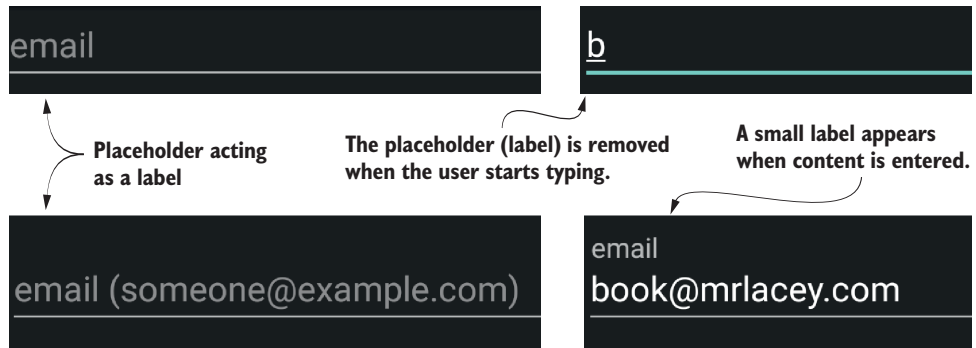 email
b
Placeholder acting
as a label
The placeholder (label) is removed
when the user starts typing.
A small label appears
when content is entered.
email (someone@example.com)
email
book@mrlacey.com